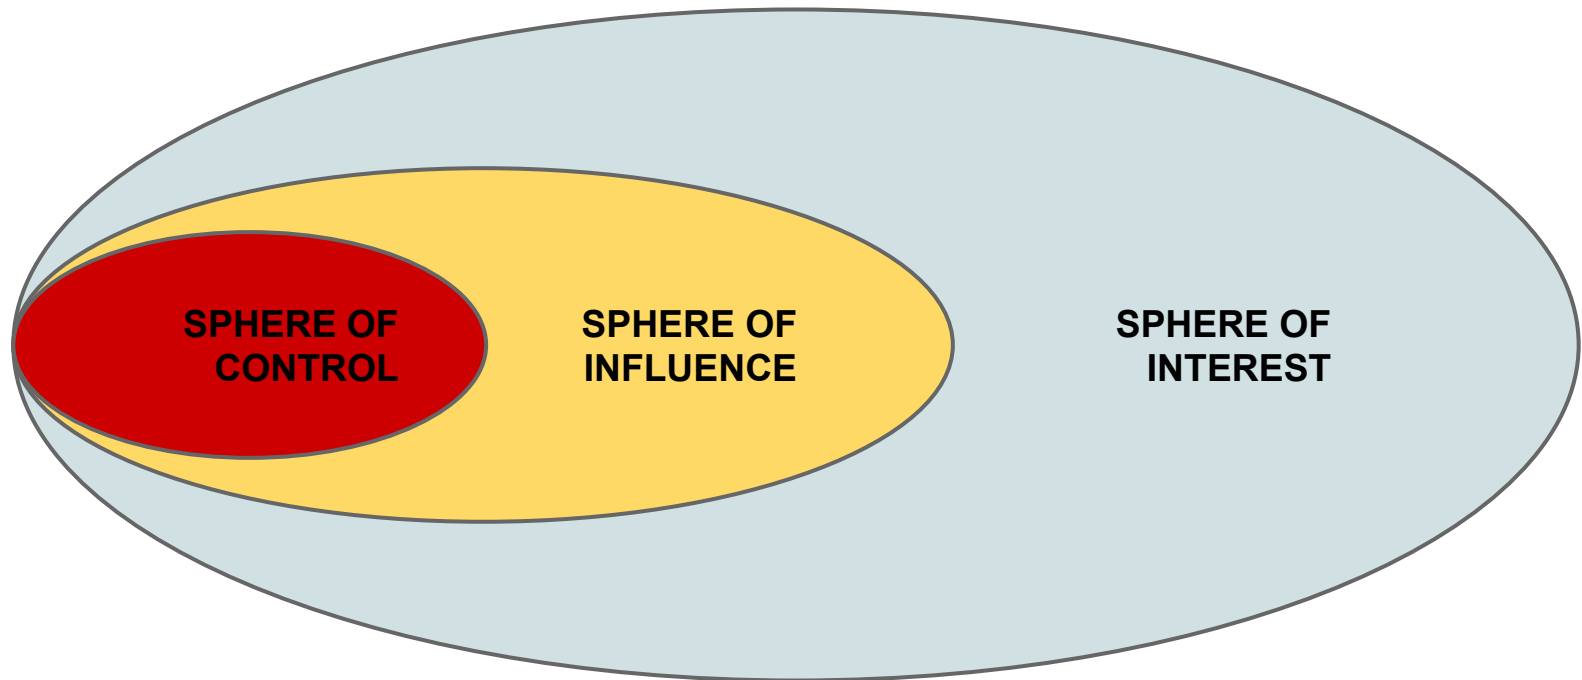 SPHERE OF
CONTROL
SPHERE OF
INFLUENCE
SPHERE OF
INTEREST